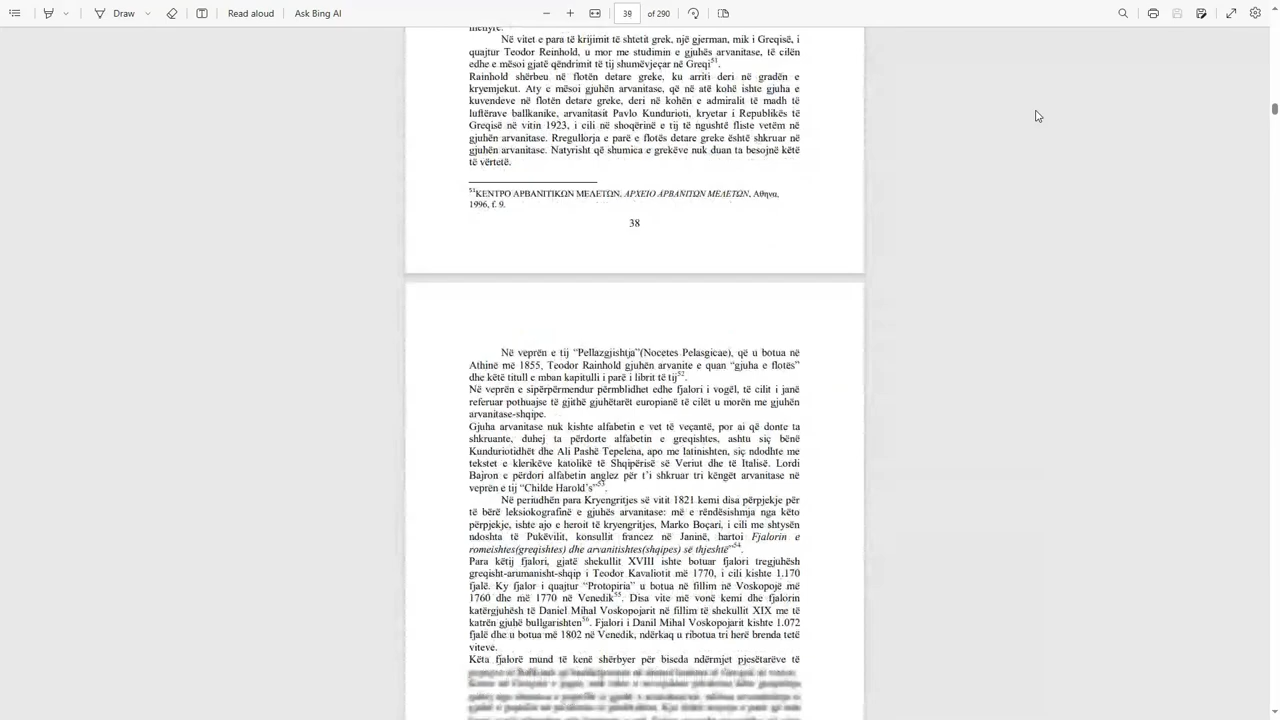 Draw
Read aloud
Ask Bing AI
39 of 290
Në vitet e para të krijimit të shtetit grek, një gjerman, mik i Greqisë, i
quajtur Teodor Reinhold, u mor me studimin e gjuhës arvanitase, të cilën
edhe e mësoi gjatë qëndrimit të tij shumëvjeçar në Greqi51.
Rainhold shërbeu në flotën detare greke, ku arriti deri në gradën e
kryemjekut. Aty e mësoi gjuhën arvanitase, që në atë kohë ishte gjuha e
kuvendeve në flotën detare greke, deri në kohën e admiralit të madh të
luftërave ballkanike, arvanitasit Pavlo Kundurioti, kryetar i Republikës të
Greqisë në vitin 1923, i cili në shoqërinë e tij të ngushtë fliste vetëm në
gjuhën arvanitase. Rregullorja e parë e flotës detare greke është shkruar në
gjuhën arvanitase. Natyrisht që shumica e grekëve nuk duan ta besojnë këtë
të vërtetë.
51ΚΕΝΤΡΟ ΑΡΒΑΝΙΤΙΚΩΝ ΜΕΛΕΤΩΝ, ΑΡΧΕΙΟ ΑΡΒΑΝΙΤΩΝ ΜΕΛΕΤΩΝ, Αθηνα,
1996, f. 9.
38
Në veprën e tij “Pellazgjishtja”(Nocetes Pelasgicae), që u botua në
Athinë më 1855, Teodor Rainhold gjuhën arvanite e quan “gjuha e flotës”
dhe këtë titull e mban kapitulli i parë i librit të tij52.
Në veprën e sipërpërmendur përmblidhet edhe fjalori i vogël, të cilit i janë
referuar pothuajse të gjithë gjuhëtarët europianë të cilët u morën me gjuhën
arvanitase-shqipe.
Gjuha arvanitase nuk kishte alfabetin e vet të veçantë, por ai që donte ta
shkruante, duhej ta përdorte alfabetin e greqishtes, ashtu siç bënë
Kunduriotidhët dhe Ali Pashë Tepelena, apo me latinishten, siç ndodhte me
tekstet e klerikëve katolikë të Shqipërisë së Veriut dhe të Italisë. Lordi
Bajron e përdori alfabetin anglez për t’i shkruar tri këngët arvanitase në
veprën e tij “Childe Harold’s”53.
Në periudhën para Kryengritjes së vitit 1821 kemi disa përpjekje për
të bërë leksiokografinë e gjuhës arvanitase: më e rëndësishmja nga këto
përpjekje, ishte ajo e heroit të kryengritjes, Marko Boçari, i cili me shtysën
ndoshta të Pukëvilit, konsullit francez në Janinë, hartoi Fjalorin e
romeishtes(greqishtes) dhe arvanitishtes(shqipes) së thjeshtë”54.
Para këtij fjalori, gjatë shekullit XVIII ishte botuar fjalori tregjuhësh
greqisht-arumanisht-shqip i Teodor Kavaliotit më 1770, i cili kishte 1.170
fjalë. Ky fjalor i quajtur “Protopiria” u botua në fillim në Voskopojë më
1760 dhe më 1770 në Venedik55. Disa vite më vonë kemi dhe fjalorin
katërgjuhësh të Daniel Mihal Voskopojarit në fillim të shekullit XIX me të
katrën gjuhë bullgarishten56. Fjalori i Danil Mihal Voskopojarit kishte 1.072
fjalë dhe u botua më 1802 në Venedik, ndërkaq u ribotua tri herë brenda tetë
viteve.
Këta fjalorë mund të kenë shërbyer për biseda ndërmjet pjesëtarëve të